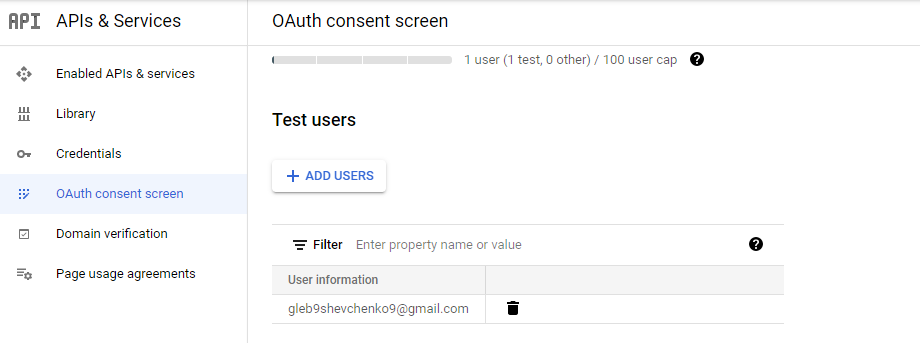 API APIs & Services
OAuth consent screen
Enabled APIs & services
Library
Credentials
OAuth consent screen
Domain verification
Page usage agreements
1 user (1 test, 0 other) / 100 user cap ?
Test users
+ ADD USERS
Filter Enter property name or value ?
User information
gleb9shevchenko9@gmail.com